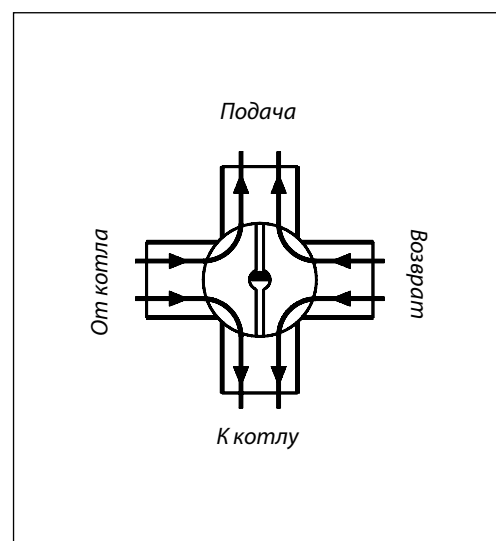 Подача
От котла
Возврат
К котлу